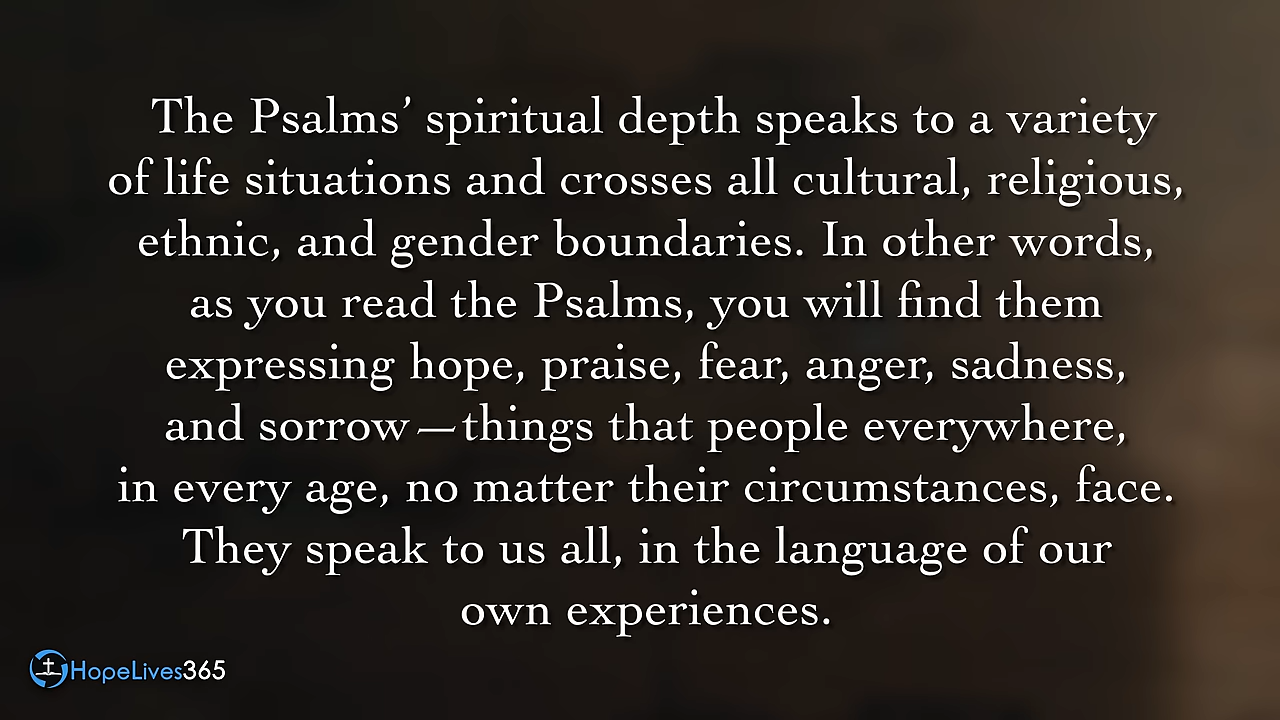 The Psalms’ spiritual depth speaks to a variety
of life situations and crosses all cultural, religious,
ethnic, and gender boundaries. In other words,
as you read the Psalms, you will find them
expressing hope, praise, fear, anger, sadness,
and sorrow—things that people everywhere,
in every age, no matter their circumstances, face.
They speak to us all, in the language of our
own experiences.
HopeLives365